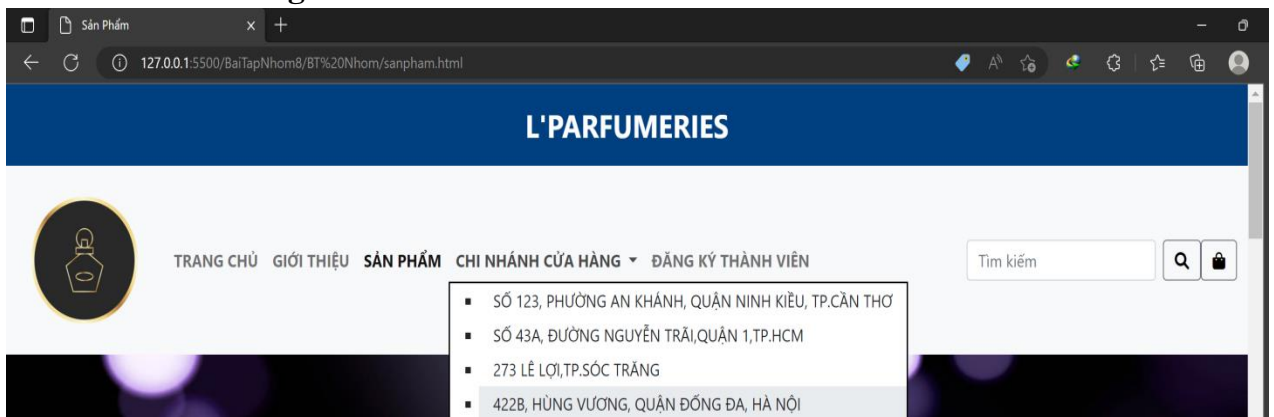 Sản Phẩm
127.0.0.1:5500/BaiTapNhom8/BT%20Nhom/sanpham.html
L'PARFUMERIES
TRANG CHỦ GIỚI THIỆU SẢN PHẨM CHI NHÁNH CỬA HÀNG ĐĂNG KÝ THÀNH VIÊN Tìm kiếm
SỐ 123, PHƯỜNG AN KHÁNH, QUẬN NINH KIỀU, TP.CẦN THƠ
SỐ 43A, ĐƯỜNG NGUYỄN TRÃI,QUẬN 1,TP.HCM
273 LÊ LỢI,TP.SÓC TRĂNG
422B, HÙNG VƯƠNG, QUẬN ĐỐNG ĐA, HÀ NỘI